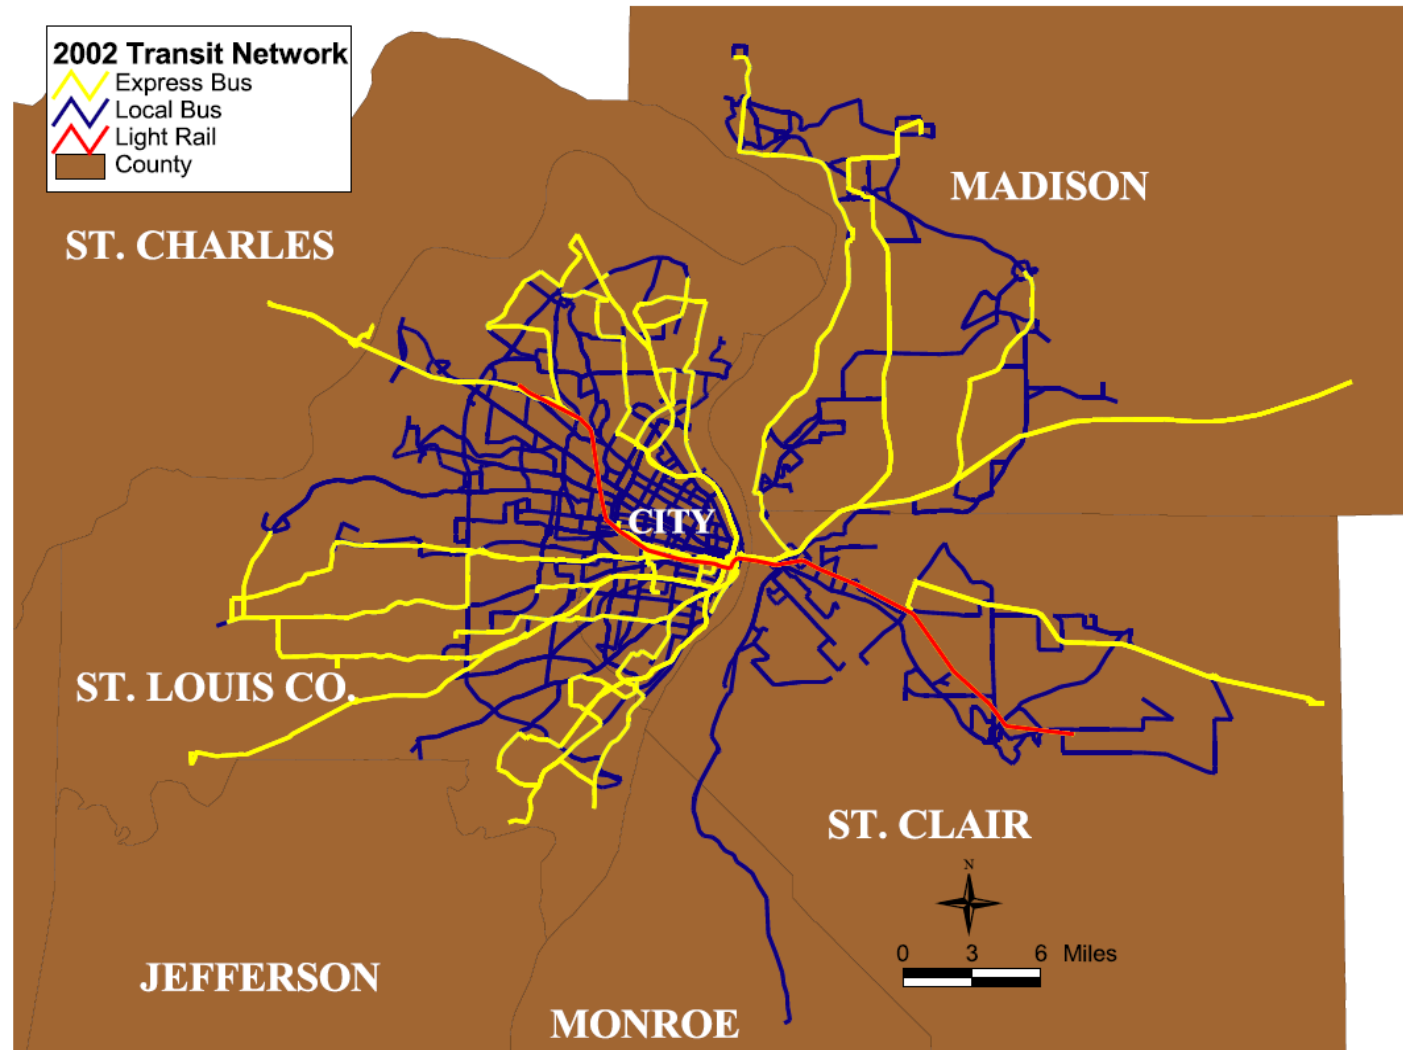 2002 Transit Network
Express Bus
Local Bus
Light Rail
County
MADISON
ST. CHARLES
CITY
ST. LOUIS CO.
ST. CLAIR
N
0 3 6 Miles
JEFFERSON
MONROE